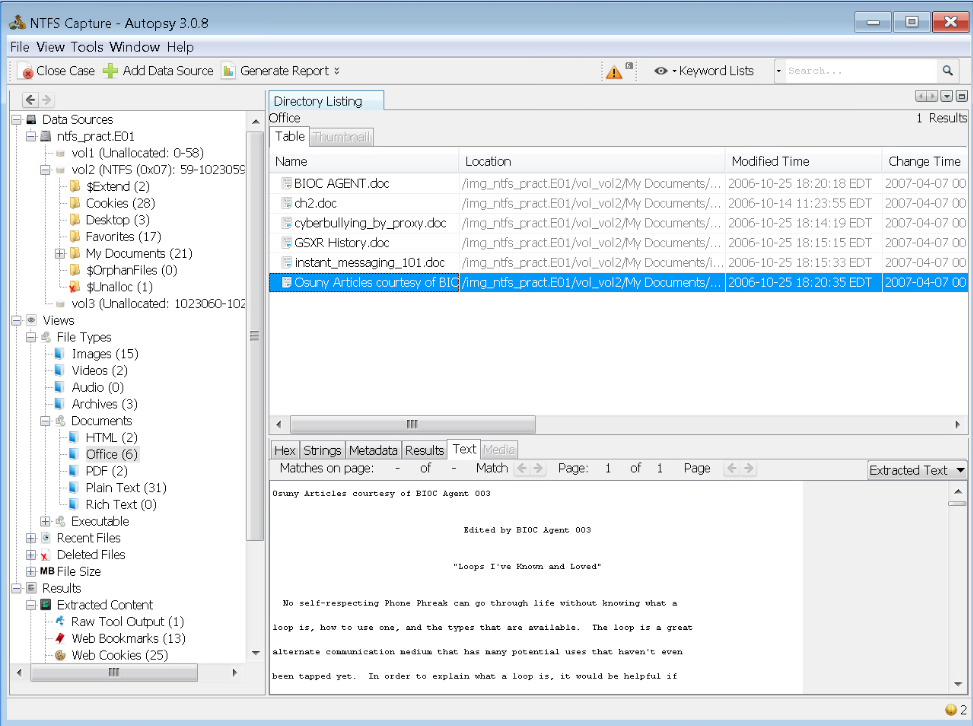 NTFS Capture - Autopsy 3.0.8
File View Tools Window Help
Close Case Add Data Source Generate Report Keyword Lists Search...
Data Sources
ntfs_pract.E01
vol1 (Unallocated: 0-58)
vol2 (NTFS (0x07): 59-1023059
$Extend (2)
Cookies (28)
Desktop (3)
Favorites (17)
My Documents (21)
$OrphanFiles (0)
$Unalloc (1)
vol3 (Unallocated: 1023060-102
Views
File Types
Images (15)
Videos (2)
Audio (0)
Archives (3)
Documents
HTML (2)
Office (6)
PDF (2)
Plain Text (31)
Rich Text (0)
Executable
Recent Files
Deleted Files
MB File Size
Results
Extracted Content
Raw Tool Output (1)
Web Bookmarks (13)
Web Cookies (25)
Directory Listing
Office 1 Results
Table Thumbnail
Name Location Modified Time Change Time
BIOC AGENT.doc /img_ntfs_pract.E01/vol_vol2/My Documents/... 2006-10-25 18:20:18 EDT 2007-04-07 00
ch2.doc /img_ntfs_pract.E01/vol_vol2/My Documents/... 2006-10-14 11:23:55 EDT 2007-04-07 00
cyberbullying_by_proxy.doc /img_ntfs_pract.E01/vol_vol2/My Documents/... 2006-10-25 18:14:19 EDT 2007-04-07 00
GSXR History.doc /img_ntfs_pract.E01/vol_vol2/My Documents/... 2006-10-25 18:15:15 EDT 2007-04-07 00
instant_messaging_101.doc /img_ntfs_pract.E01/vol_vol2/My Documents/i... 2006-10-25 18:15:33 EDT 2007-04-07 00
Osuny Articles courtesy of BIO /img_ntfs_pract.E01/vol_vol2/My Documents/... 2006-10-25 18:20:35 EDT 2007-04-07 00
Hex Strings Metadata Results Text Media
Matches on page: - of - Match Page: 1 of 1 Page Extracted Text
Osuny Articles courtesy of BIOC Agent 003
Edited by BIOC Agent 003
"Loops I've Known and Loved"
No self-respecting Phone Phreak can go through life without knowing what a
loop is, how to use one, and the types that are available. The loop is a great
alternate communication medium that has many potential uses that haven't even
been tapped yet. In order to explain what a loop is, it would be helpful if
2